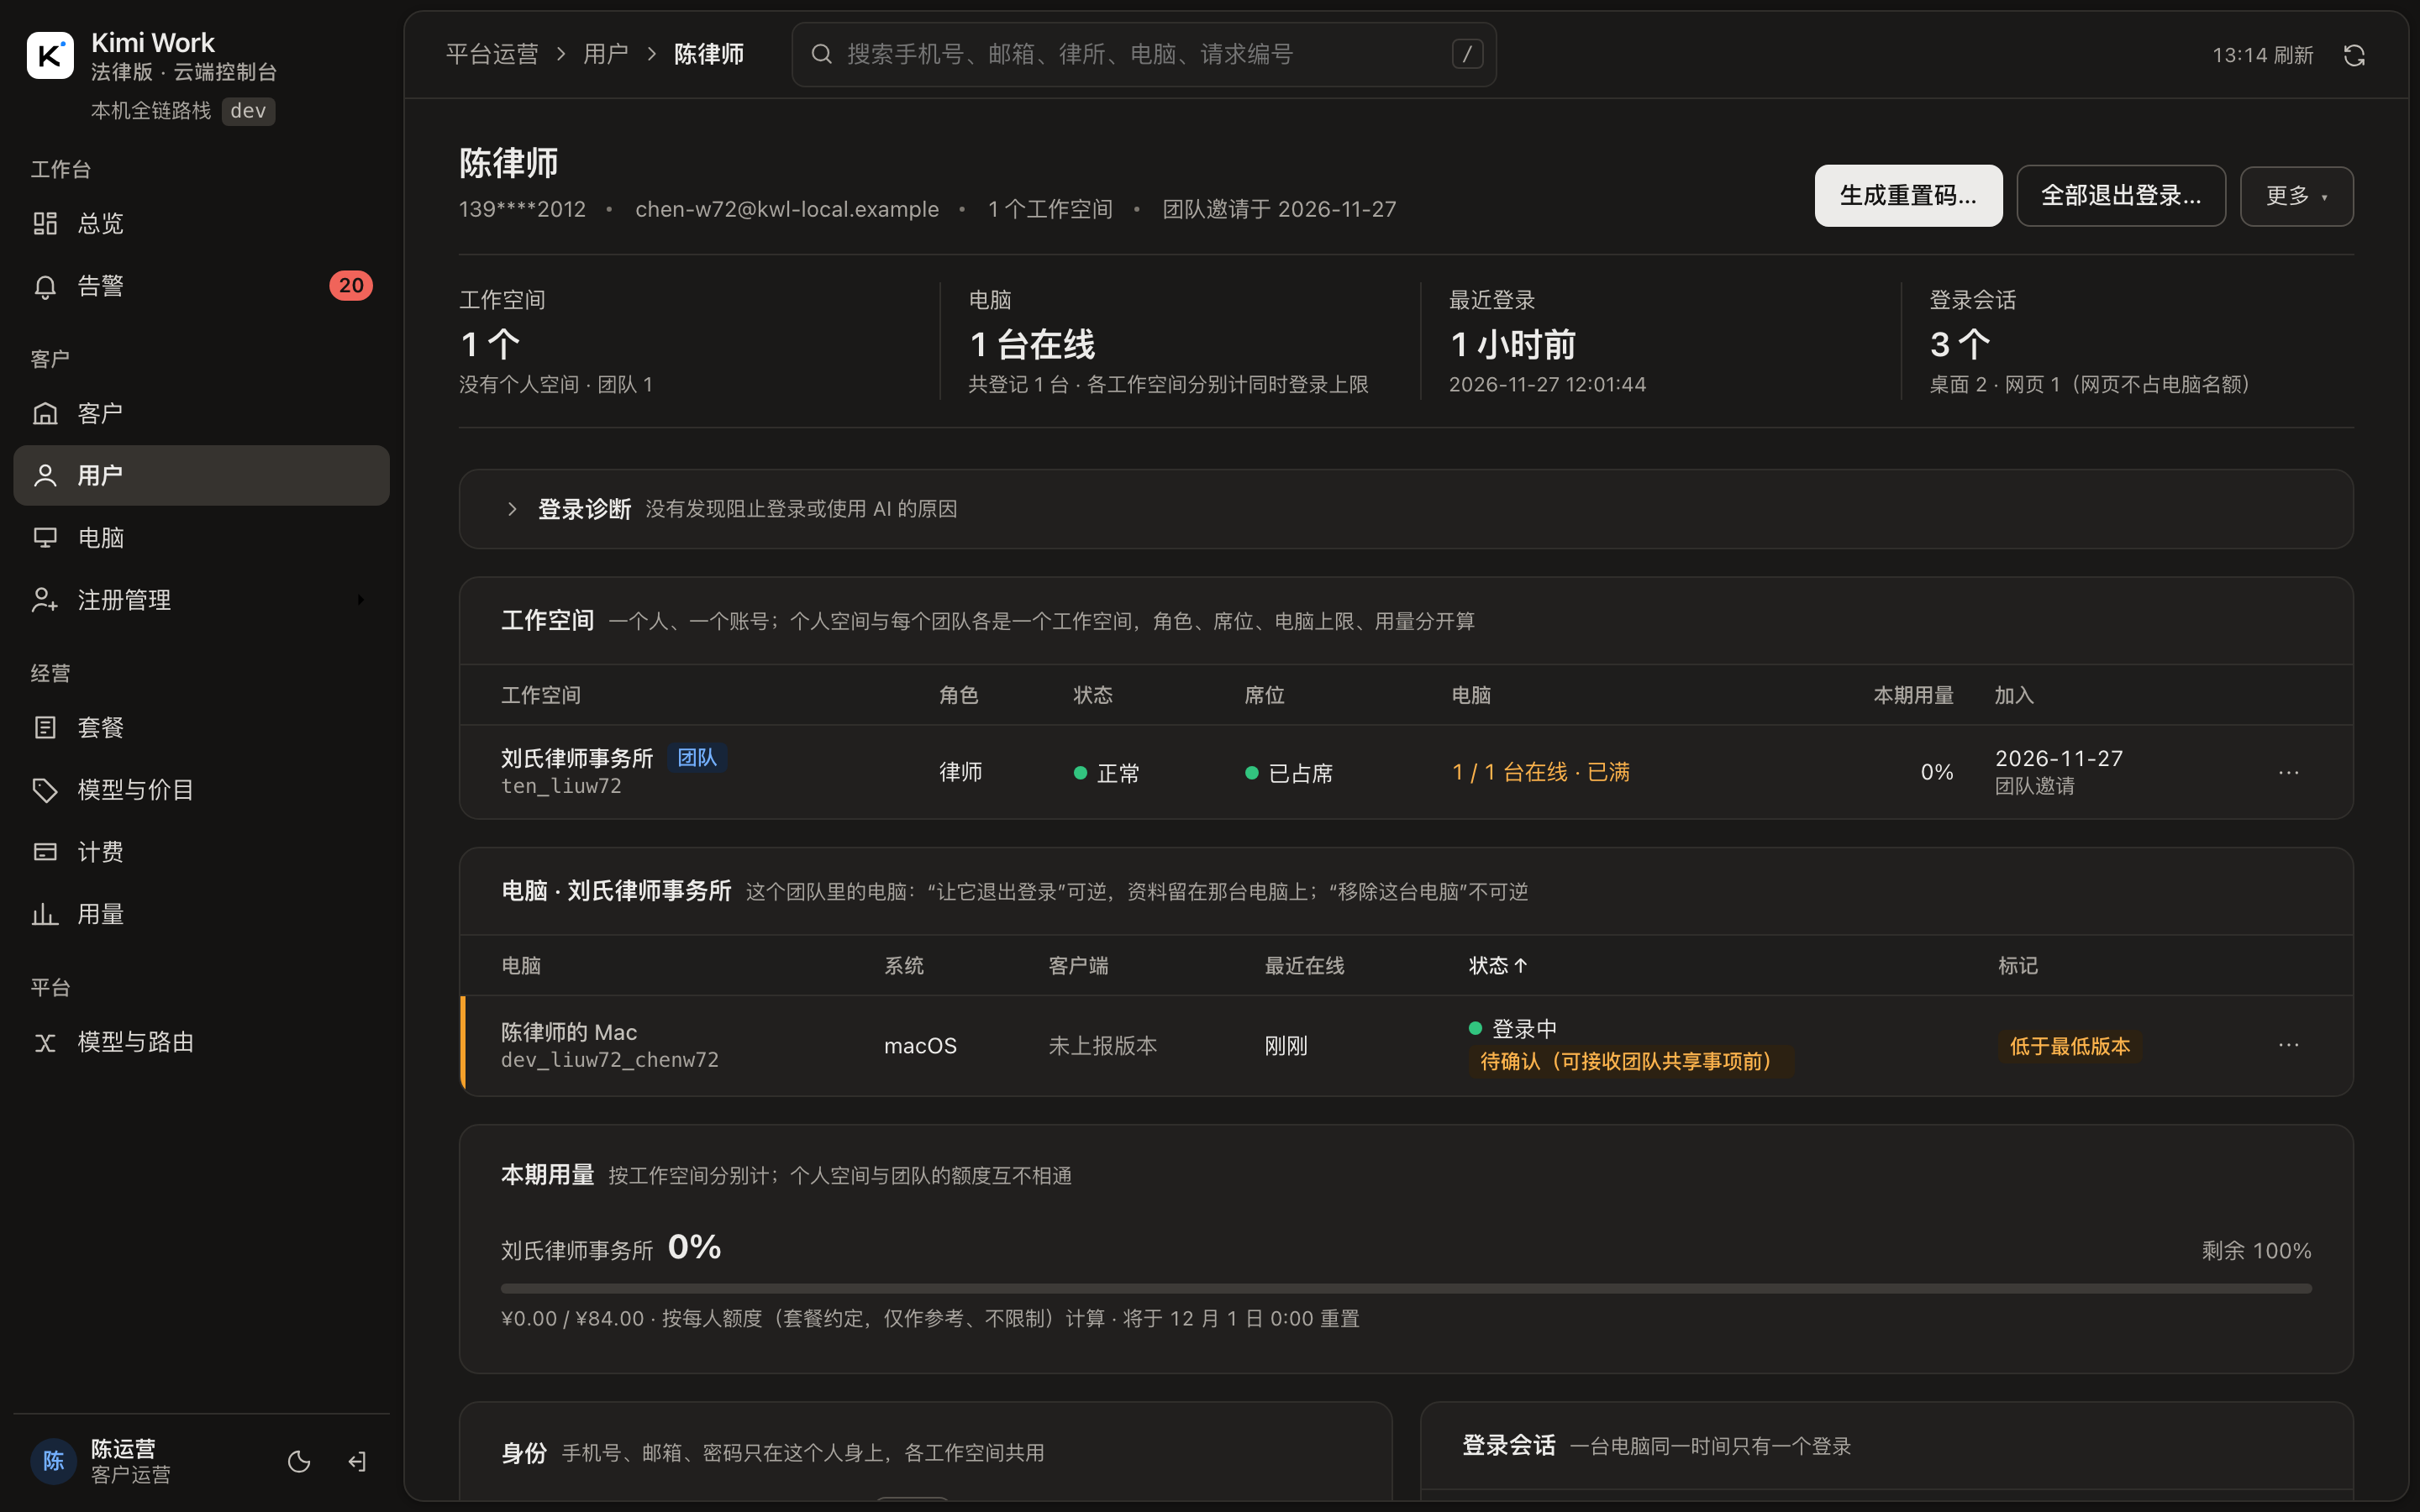 Kimi Work
法律版 · 云端控制台
本机全链路栈 dev
工作台
总览
告警 20
客户
客户
用户
电脑
注册管理
经营
套餐
模型与价目
计费
用量
平台
模型与路由
陈 陈运营
客户运营
平台运营 > 用户 > 陈律师
搜索手机号、邮箱、律所、电脑、请求编号 /
13:14 刷新
陈律师
139****2012 • chen-w72@kwl-local.example • 1 个工作空间 • 团队邀请于 2026-11-27
生成重置码… 全部退出登录… 更多
工作空间
1 个
没有个人空间 · 团队 1
电脑
1 台在线
共登记 1 台 · 各工作空间分别计同时登录上限
最近登录
1 小时前
2026-11-27 12:01:44
登录会话
3 个
桌面 2 · 网页 1（网页不占电脑名额）
登录诊断 没有发现阻止登录或使用 AI 的原因
工作空间 一个人、一个账号；个人空间与每个团队各是一个工作空间，角色、席位、电脑上限、用量分开算
工作空间 角色 状态 席位 电脑 本期用量 加入
刘氏律师事务所 团队
ten_liuw72
律师 正常 已占席 1 / 1 台在线 · 已满 0% 2026-11-27
团队邀请
…
电脑 · 刘氏律师事务所 这个团队里的电脑：“让它退出登录”可逆，资料留在那台电脑上；“移除这台电脑”不可逆
电脑 系统 客户端 最近在线 状态 ↑ 标记
陈律师的 Mac
dev_liuw72_chenw72
macOS 未上报版本 刚刚 登录中
待确认（可接收团队共享事项前）
低于最低版本 …
本期用量 按工作空间分别计；个人空间与团队的额度互不相通
刘氏律师事务所 0% 剩余 100%
¥0.00 / ¥84.00 · 按每人额度（套餐约定，仅作参考、不限制）计算 · 将于 12 月 1 日 0:00 重置
身份 手机号、邮箱、密码只在这个人身上，各工作空间共用
登录会话 一台电脑同一时间只有一个登录